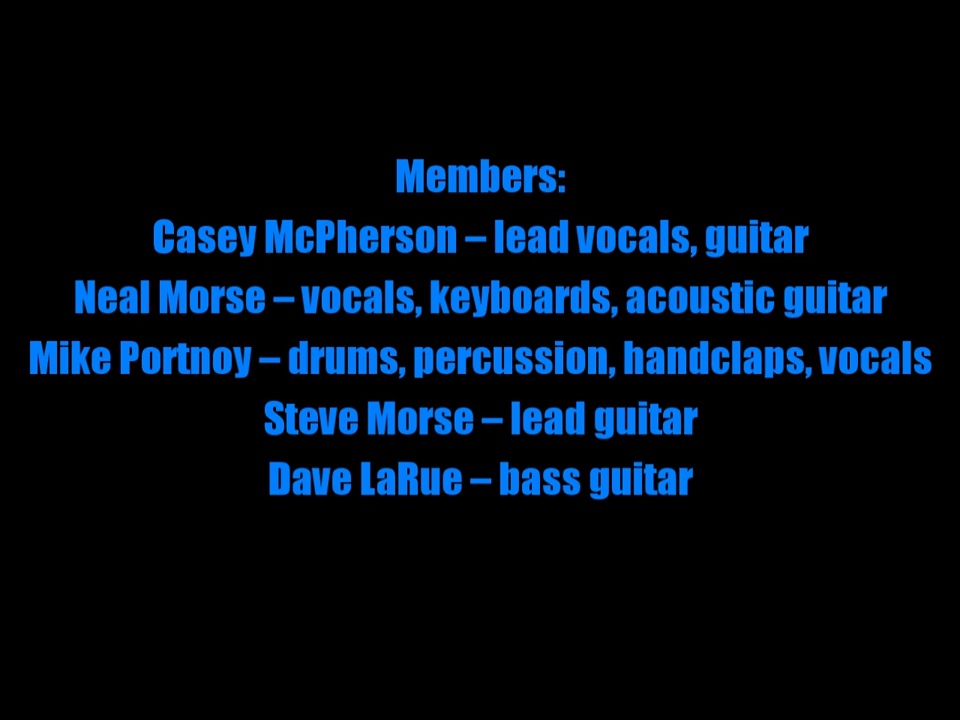 Members:
Casey McPherson – lead vocals, guitar
Neal Morse – vocals, keyboards, acoustic guitar
Mike Portnoy – drums, percussion, handclaps, vocals
Steve Morse – lead guitar
Dave LaRue – bass guitar